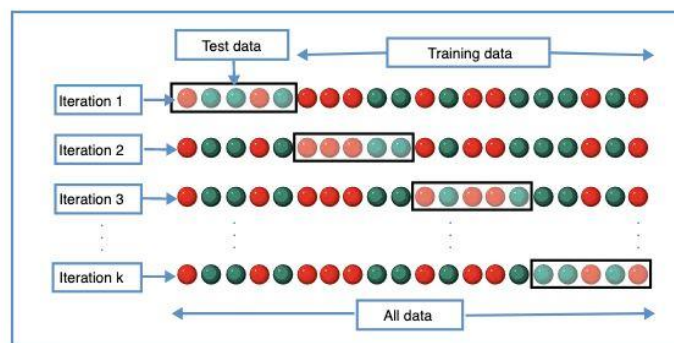 Test data
Training data
Iteration 1
Iteration 2
Iteration 3
Iteration k
All data